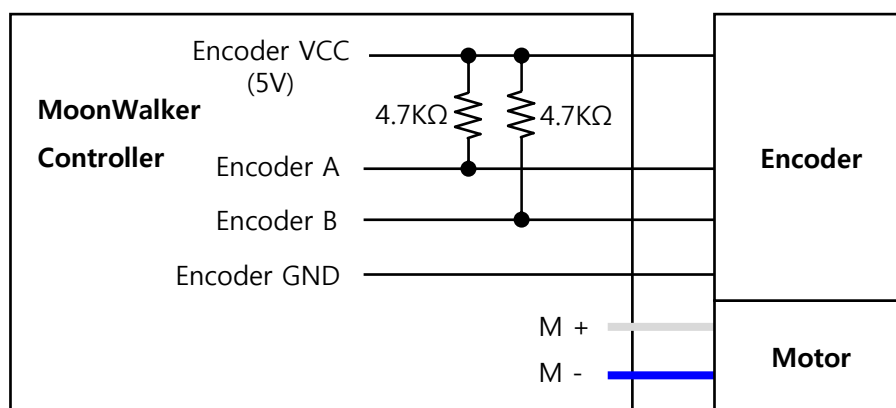 Encoder VCC
(5V)
MoonWalker
Controller
4.7KΩ
4.7KΩ
Encoder A
Encoder B
Encoder GND
M +
M -
Encoder
Motor